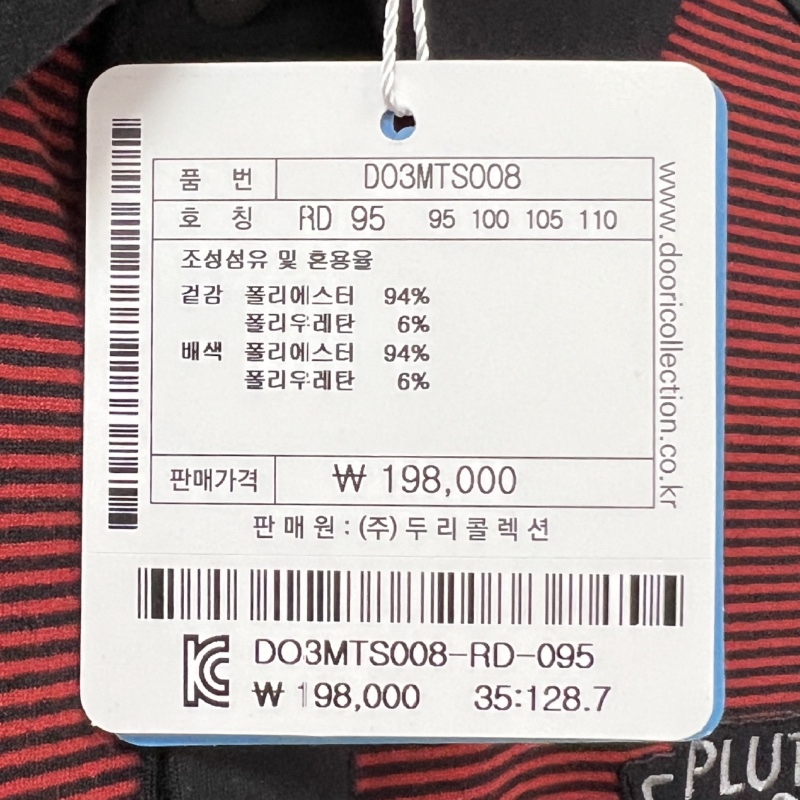 품 번 DO3MTS008
호 칭 RD 95 95 100 105 110
조성섬유 및 혼용율
겉감 폴리에스터 94%
폴리우레탄 6%
배색 폴리에스터 94%
폴리우레탄 6%
판매가격 ₩ 198,000
판 매 원 : (주) 두 리 콜 렉 션
www.dooricollection.co.kr
DO3MTS008-RD-095
₩ 198,000 35:128.7